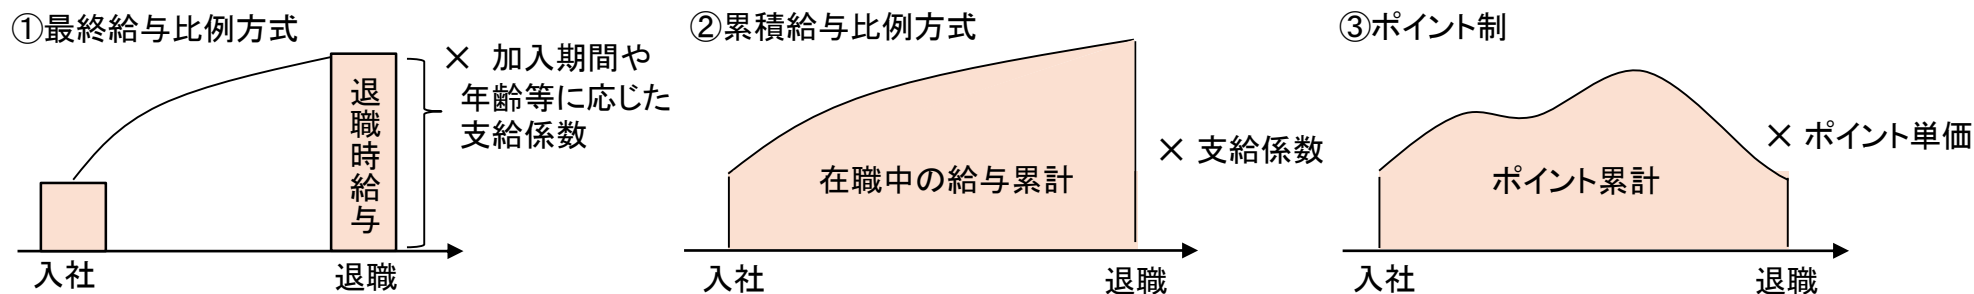 ①最終給与比例方式
× 加入期間や
年齢等に応じた
支給係数
退職時給与
入社
退職
②累積給与比例方式
在職中の給与累計
× 支給係数
入社
退職
③ポイント制
ポイント累計
× ポイント単価
入社
退職